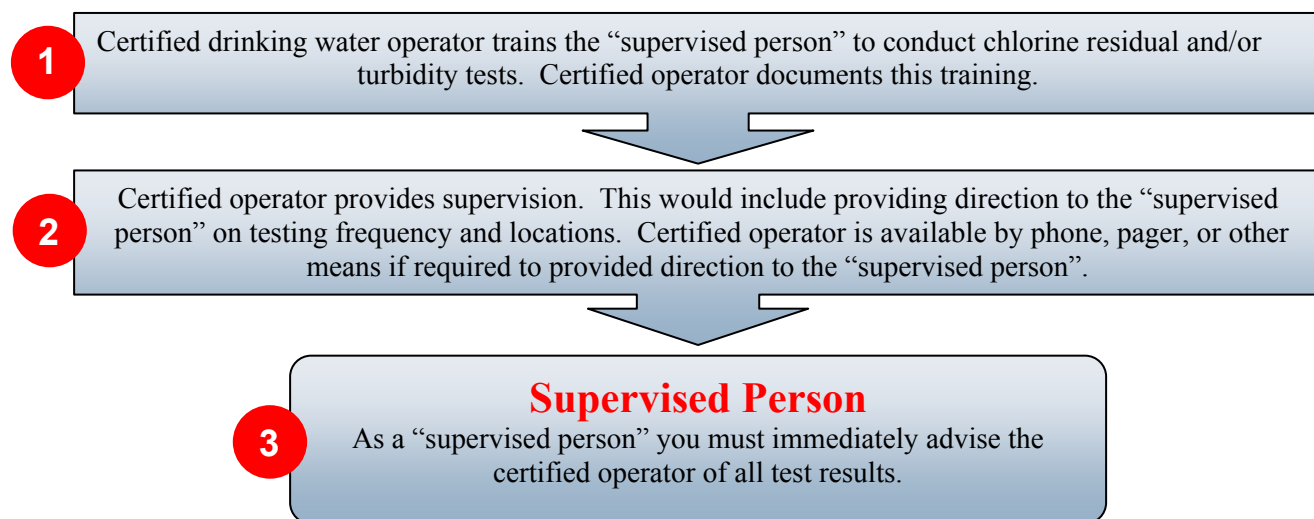 1
Certified drinking water operator trains the “supervised person” to conduct chlorine residual and/or
turbidity tests.  Certified operator documents this training.
2
Certified operator provides supervision.  This would include providing direction to the “supervised
person” on testing frequency and locations.  Certified operator is available by phone, pager, or other
means if required to provided direction to the “supervised person”.
3
Supervised Person
As a “supervised person” you must immediately advise the
certified operator of all test results.